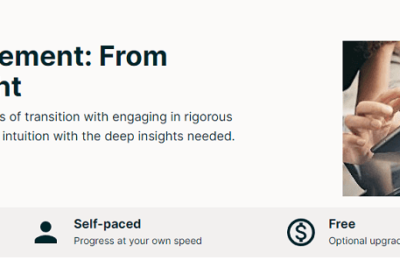 ement: From
nt
s of transition with engaging in rigorous
intuition with the deep insights needed.
Self-paced
Progress at your own speed
Free
Optional upgrad